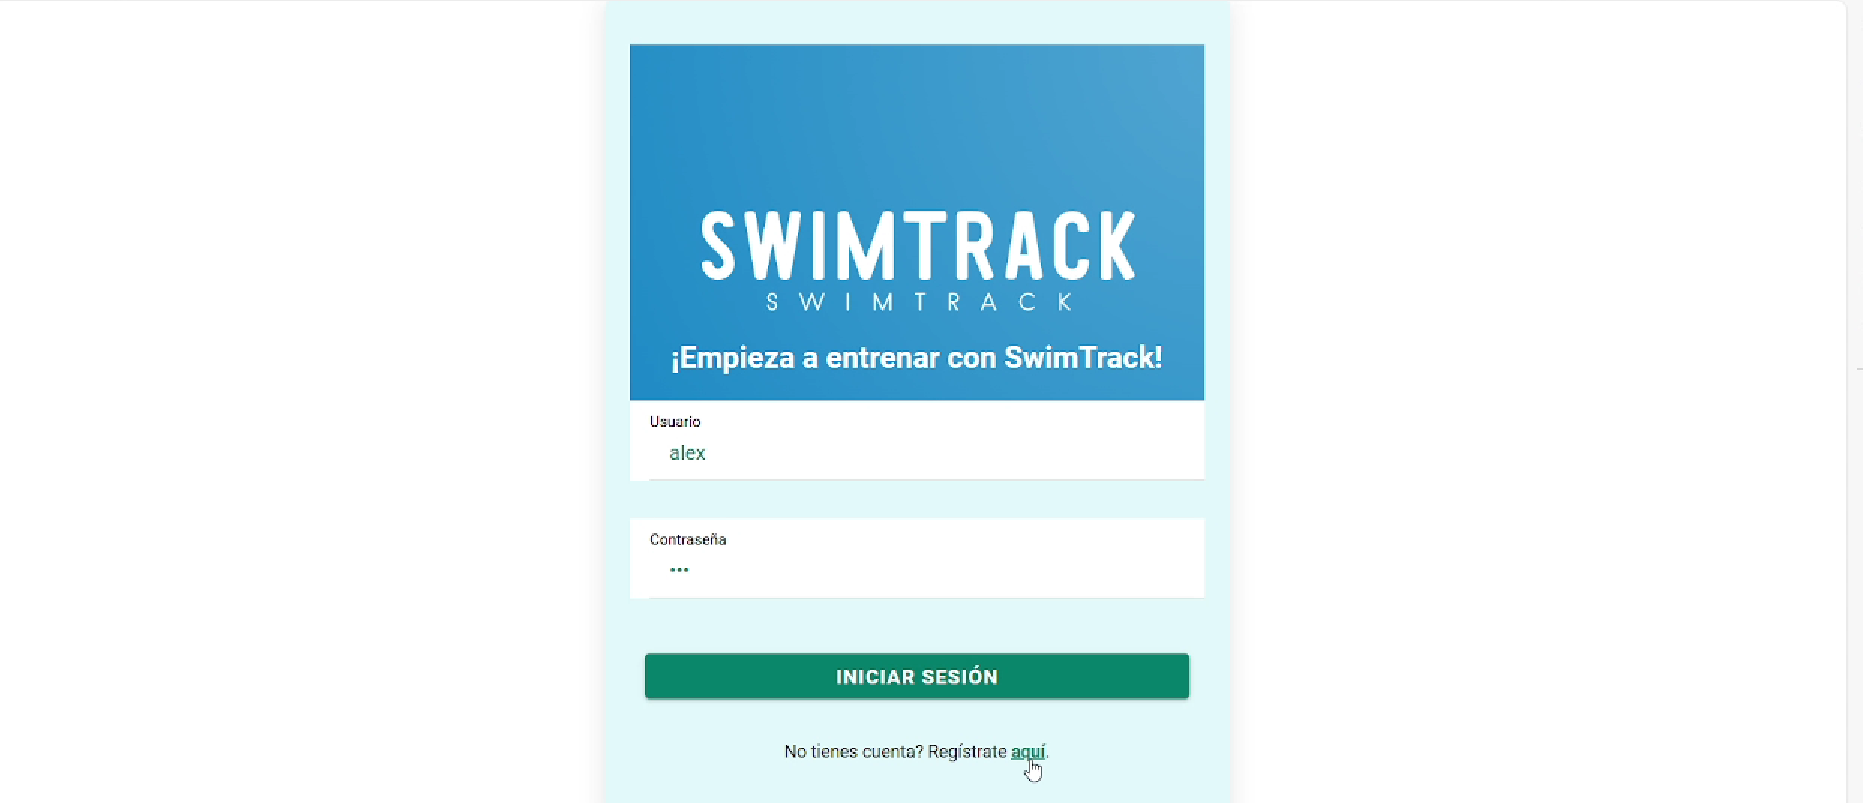 SWIMTRACK
SWIMTRACK
¡Empieza a entrenar con SwimTrack!
Usuario
alex
Contraseña
•••
INICIAR SESIÓN
No tienes cuenta? Regístrate aquí.